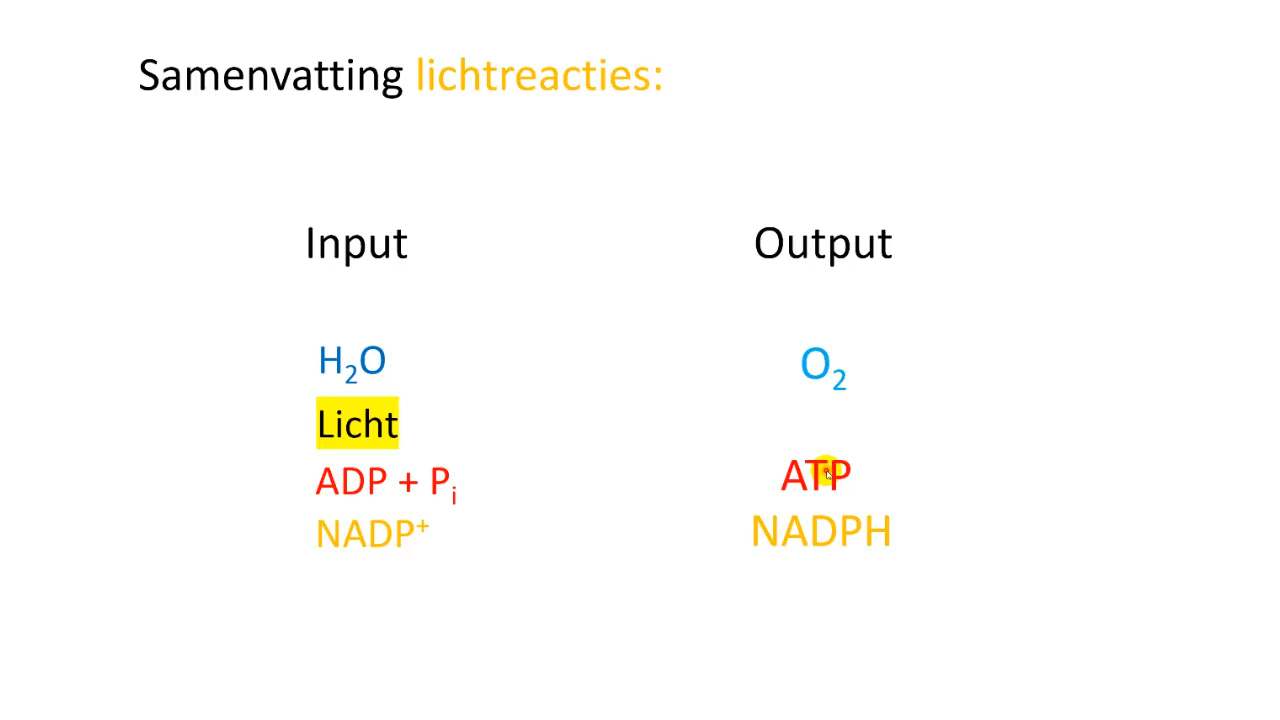 Samenvatting lichtreacties:
Input
Output
H₂O
O₂
Licht
ADP + Pᵢ
ATP
NADP⁺
NADPH